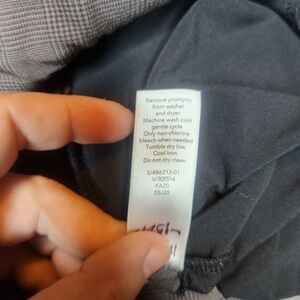 Remove promptly
from washer
and dryer
Machine wash cold
gentle cycle
Only non-chlorine
bleach when needed
Tumble dry low
Cool iron
Do not dry clean
S/486213-01
V/305514
FA20
05/20